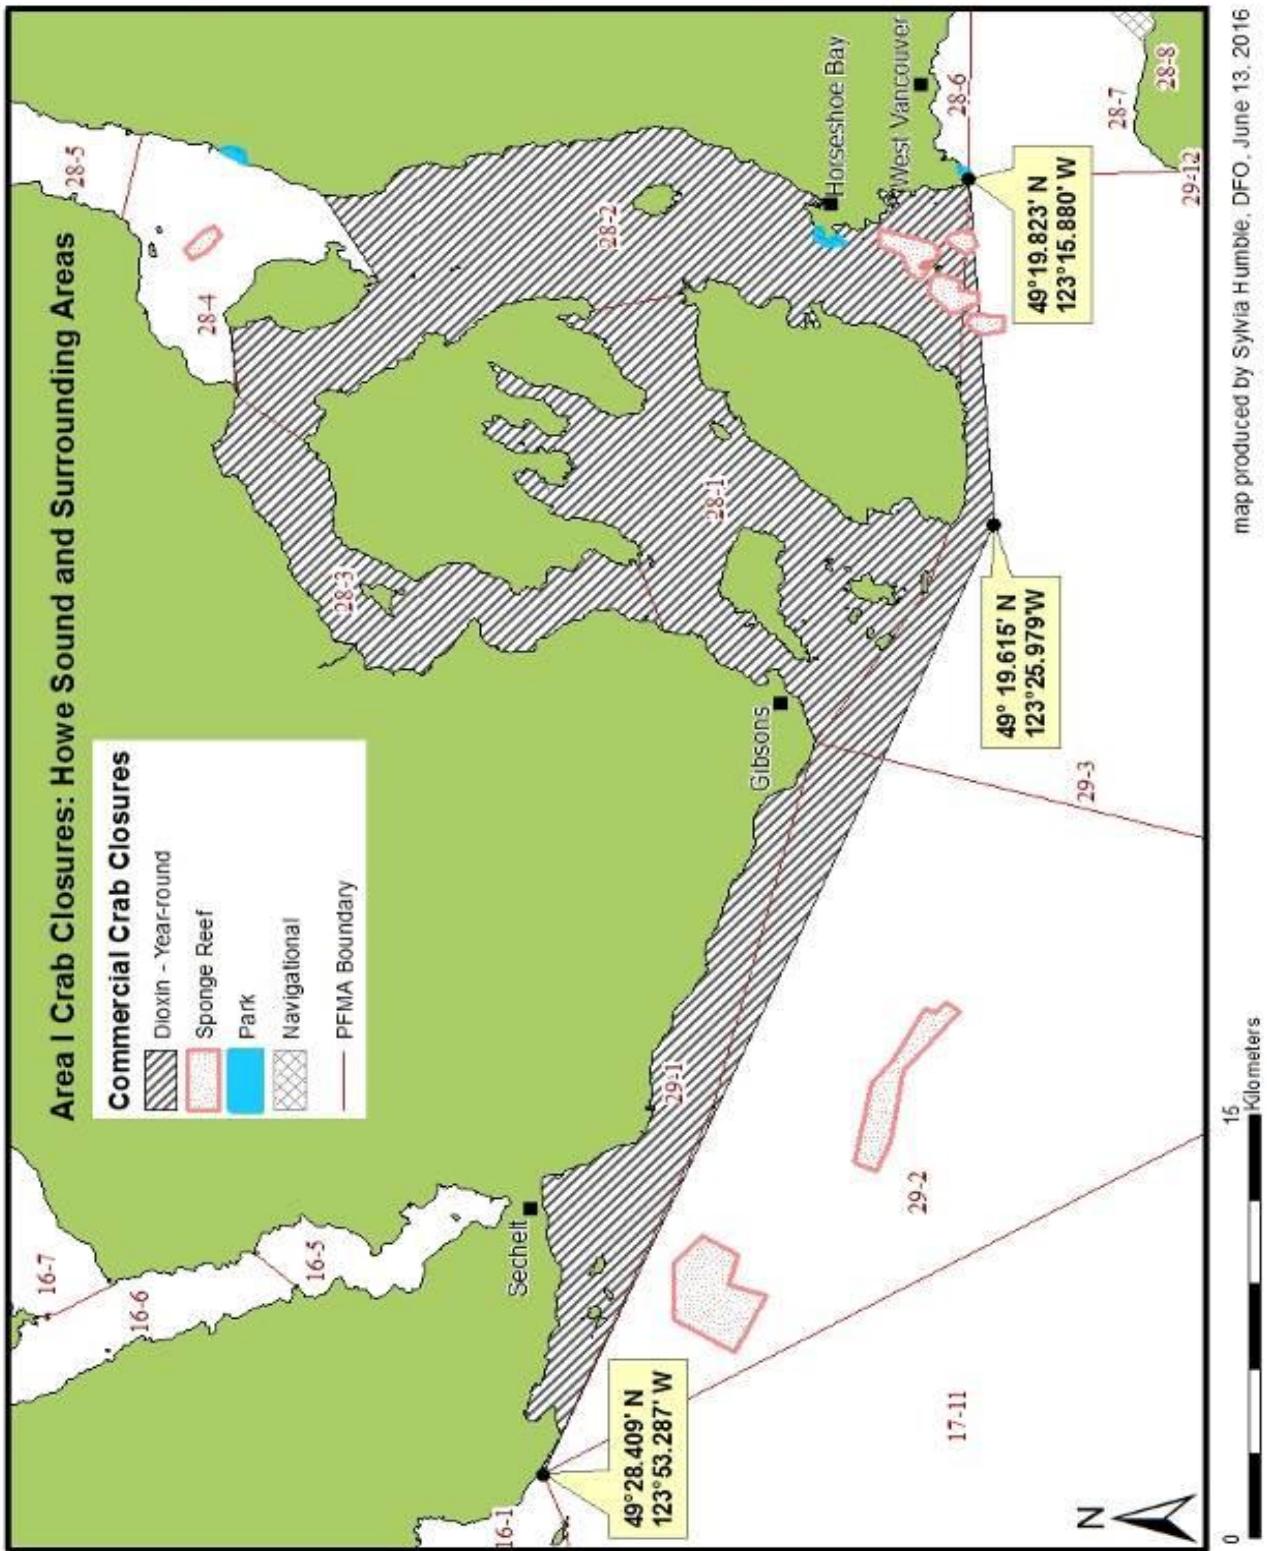 Area I Crab Closures: Howe Sound and Surrounding Areas
Commercial Crab Closures
Dioxin - Year-round
Sponge Reef
Park
Navigational
PFMA Boundary
16-7
16-6
16-5
16-1
Sechelt
49°28.409' N
123°53.287' W
17-11
29-2
29-1
Gibsons
29-3
49° 19.615' N
123°25.979'W
28-3
28-1
28-4
28-5
28-2
Horseshoe Bay
West Vancouver
28-6
28-7
28-8
29-12
49°19.823' N
123°15.880' W
N
0
15
Kilometers
map produced by Sylvia Humble, DFO, June 13, 2016